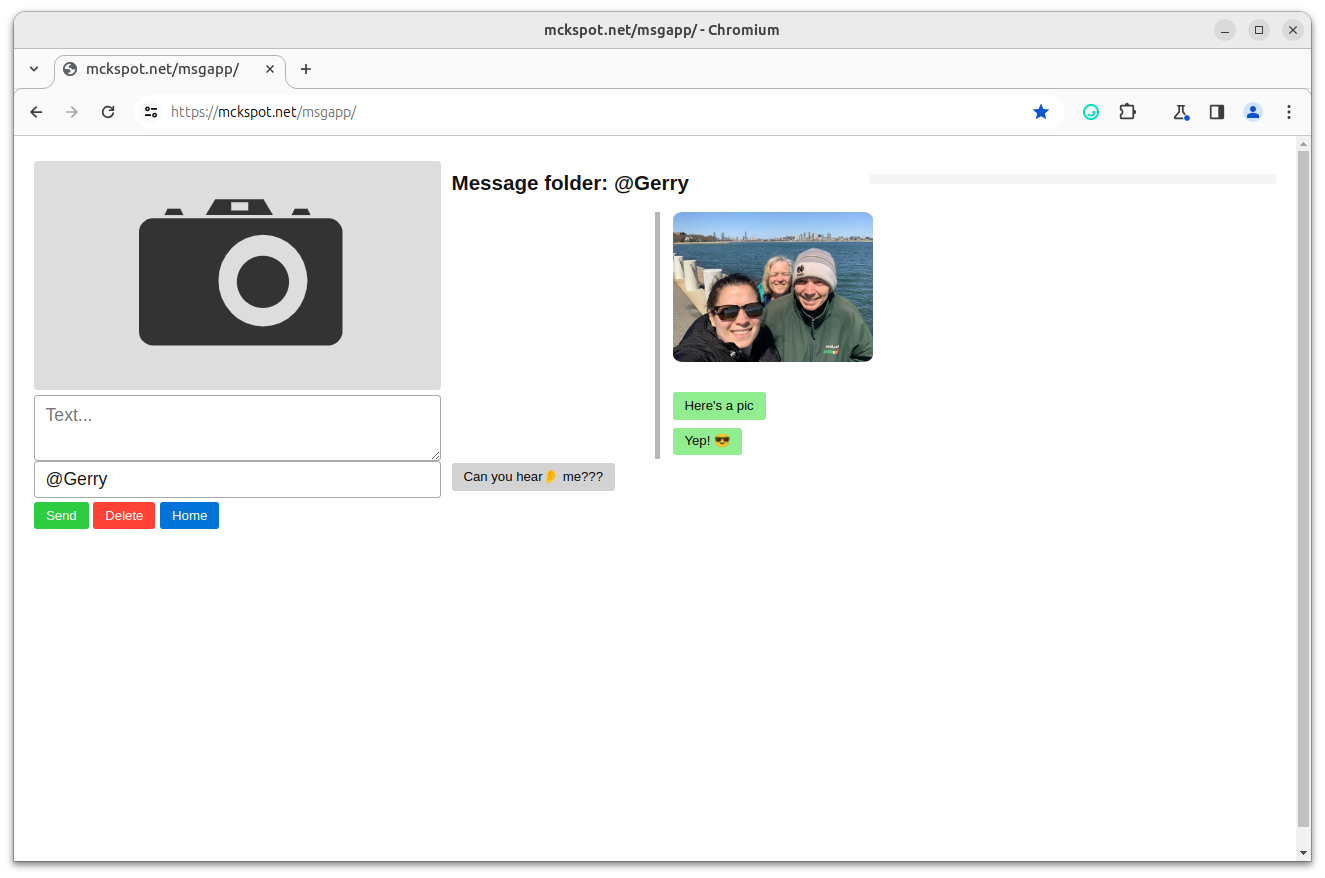 mckspot.net/msgapp/ - Chromium
mckspot.net/msgapp/
https://mckspot.net/msgapp/
Message folder: @Gerry
Here's a pic
Text...
Yep! 😎
@Gerry
Can you hear👂 me???
Send Delete Home